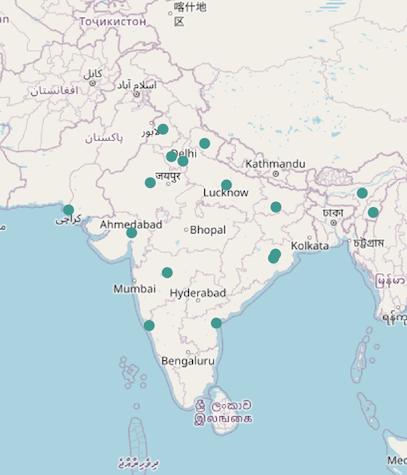 喀什地
区
Тоҷикистон
کابل
اسلام آباد
افغانستان
لاہور
پاکستان
Delhi
Kathmandu
जयपुर
Lucknow
ঢাকা
کراچی
Ahmedabad
Bhopal
Kolkata
চট্টগ্রাম
Mumbai
Hyderabad
Bengaluru
ශ්‍රී ලංකාව
இலங்கை
ދިވެހިރާއްޖެ